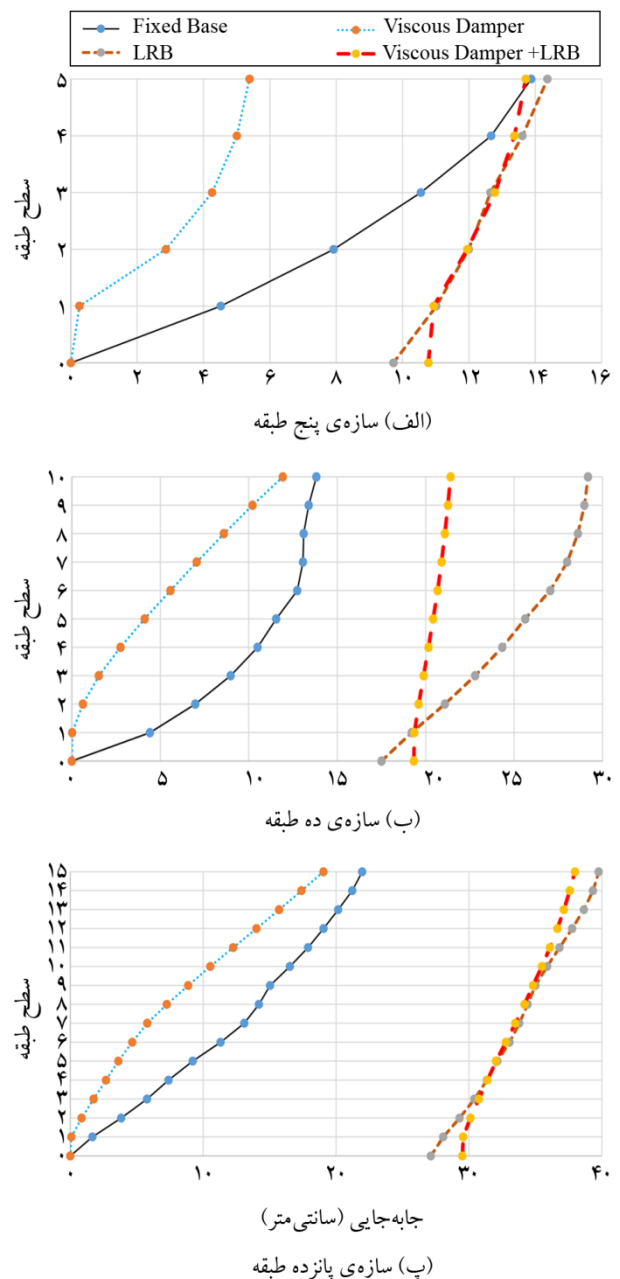 Fixed Base Viscous Damper
LRB Viscous Damper +LRB
۵
۴
۳
۲
۱
۰
سطح طبقه
۰ ۲ ۴ ۶ ۸ ۱۰ ۱۲ ۱۴ ۱۶
(الف) سازه‌ی پنج طبقه
۱۰
۹
۸
۷
۶
۵
۴
۳
۲
۱
۰
سطح طبقه
۰ ۵ ۱۰ ۱۵ ۲۰ ۲۵ ۳۰
(ب) سازه‌ی ده طبقه
۱۵
۱۴
۱۳
۱۲
۱۱
۱۰
۹
۸
۷
۶
۵
۴
۳
۲
۱
۰
سطح طبقه
۰ ۱۰ ۲۰ ۳۰ ۴۰
جابه‌جایی (سانتی‌متر)
(پ) سازه‌ی پانزده طبقه